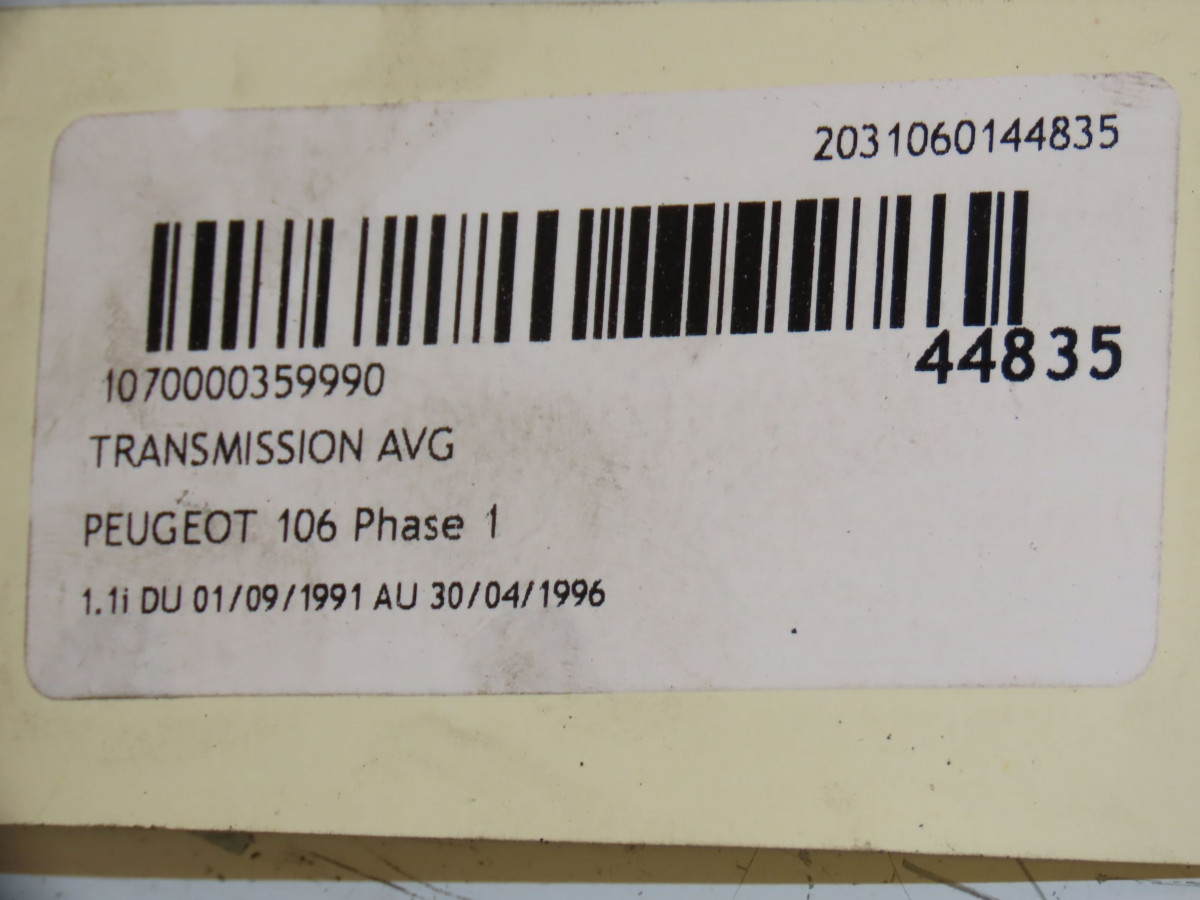 2031060144835
44835
1070000359990
TRANSMISSION AVG
PEUGEOT 106 Phase 1
1.1i DU 01/09/1991 AU 30/04/1996